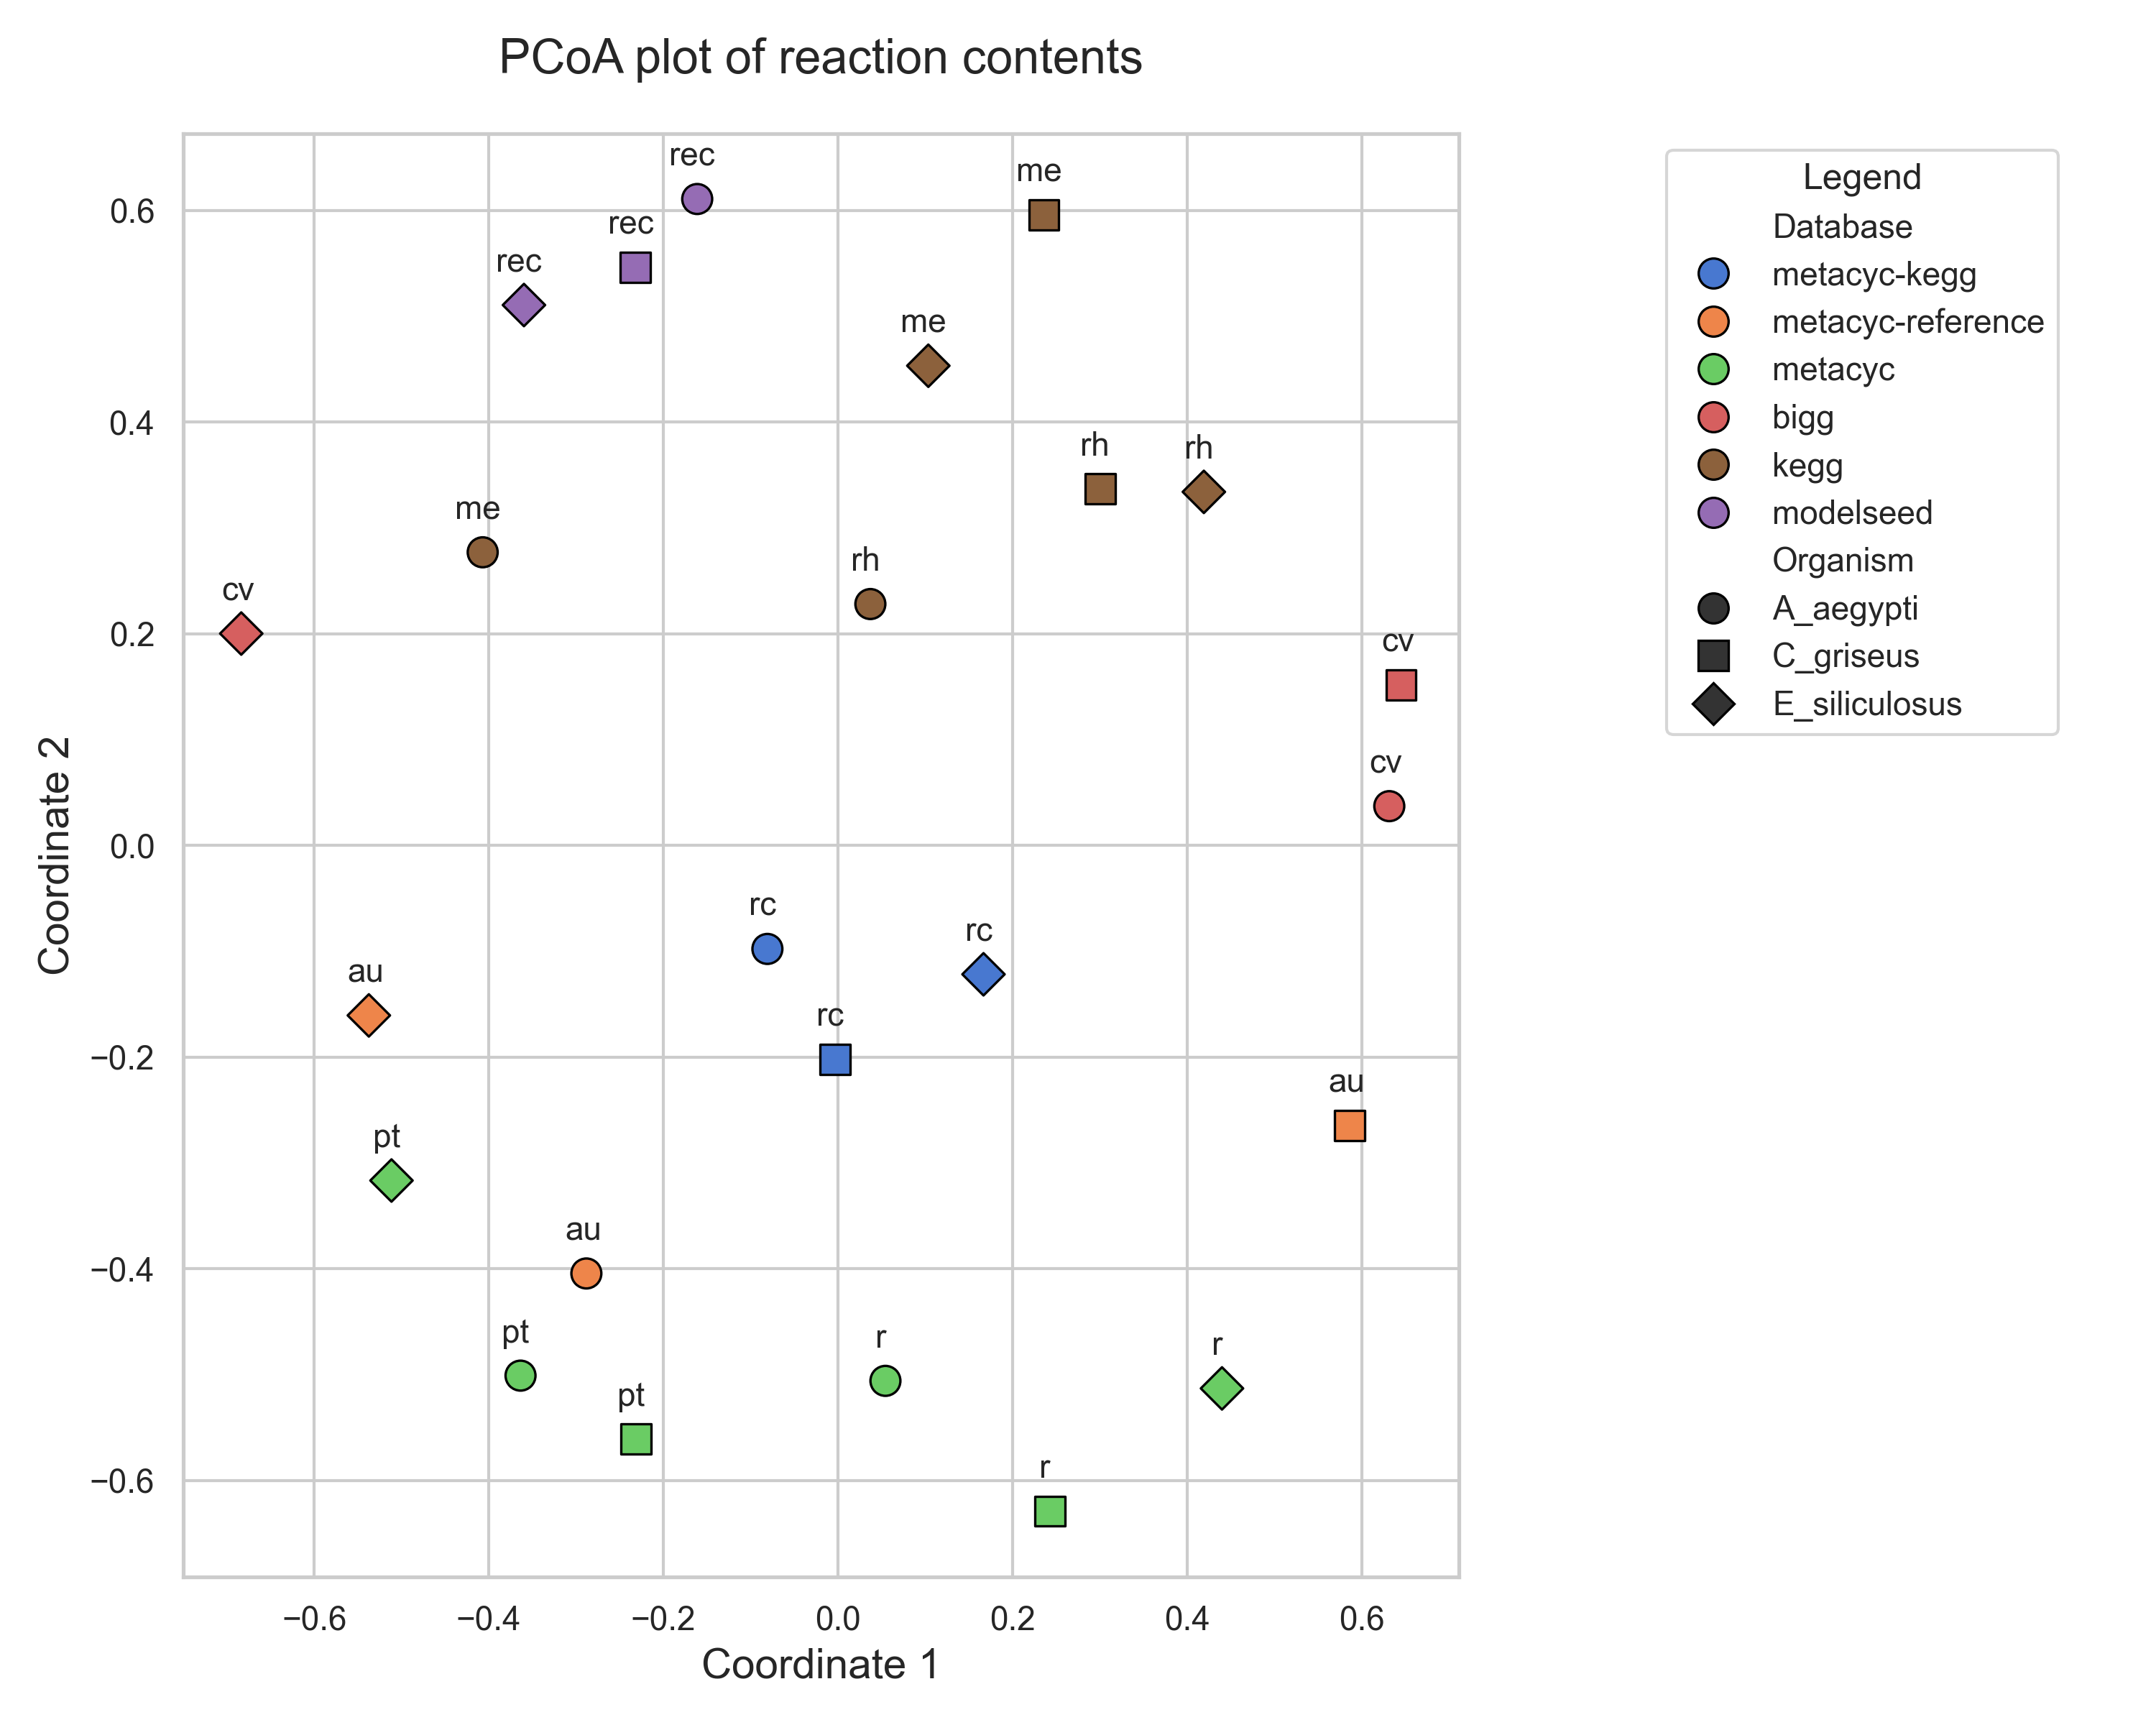 PCoA plot of reaction contents
rec
me
rec
rec
me
rh
rh
me
rh
cv
cv
cv
rc
rc
au
rc
au
pt
au
pt
r
r
pt
r
0.6
0.4
0.2
0.0
−0.2
−0.4
−0.6
Coordinate 2
−0.6
−0.4
−0.2
0.0
0.2
0.4
0.6
Coordinate 1
Legend
Database
metacyc-kegg
metacyc-reference
metacyc
bigg
kegg
modelseed
Organism
A_aegypti
C_griseus
E_siliculosus